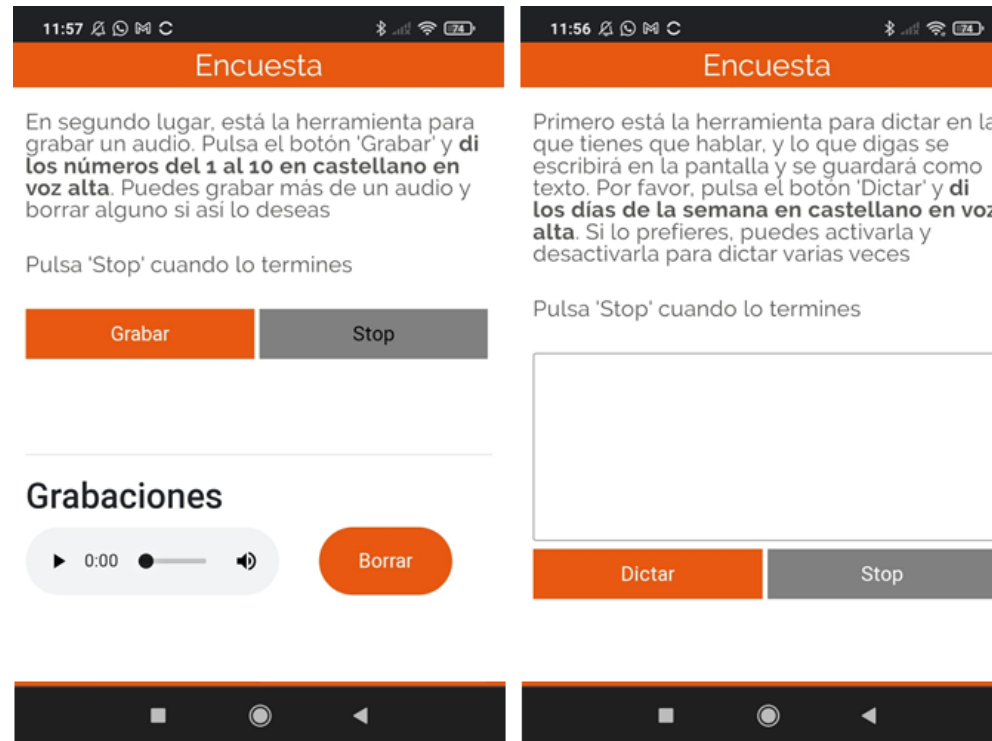 11:57
74
Encuesta
En segundo lugar, está la herramienta para
grabar un audio. Pulsa el botón 'Grabar' y di
los números del 1 al 10 en castellano en
voz alta. Puedes grabar más de un audio y
borrar alguno si así lo deseas
Pulsa 'Stop' cuando lo termines
Grabar
Stop
Grabaciones
0:00
Borrar
11:56
74
Encuesta
Primero está la herramienta para dictar en la
que tienes que hablar, y lo que digas se
escribirá en la pantalla y se guardará como
texto. Por favor, pulsa el botón 'Dictar' y di
los días de la semana en castellano en voz
alta. Si lo prefieres, puedes activarla y
desactivarla para dictar varias veces
Pulsa 'Stop' cuando lo termines
Dictar
Stop